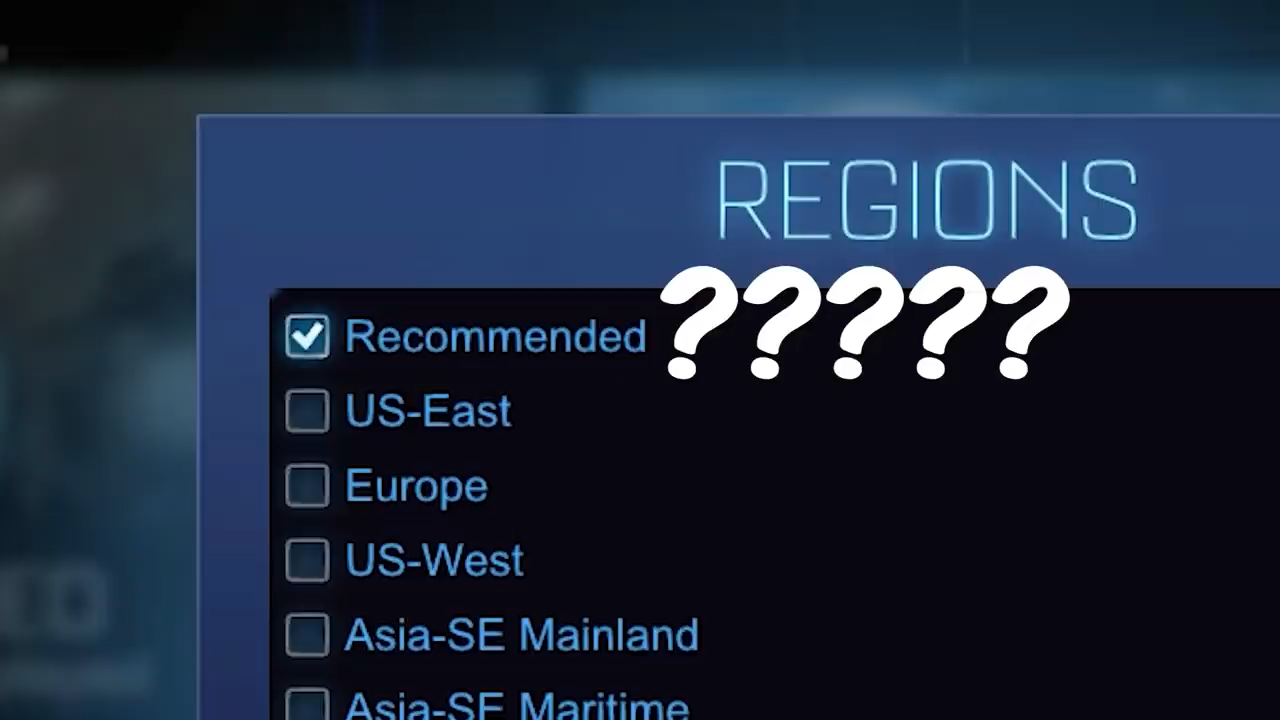 REGIONS
Recommended ?????
US-East
Europe
US-West
Asia-SE Mainland
Asia-SE Maritime